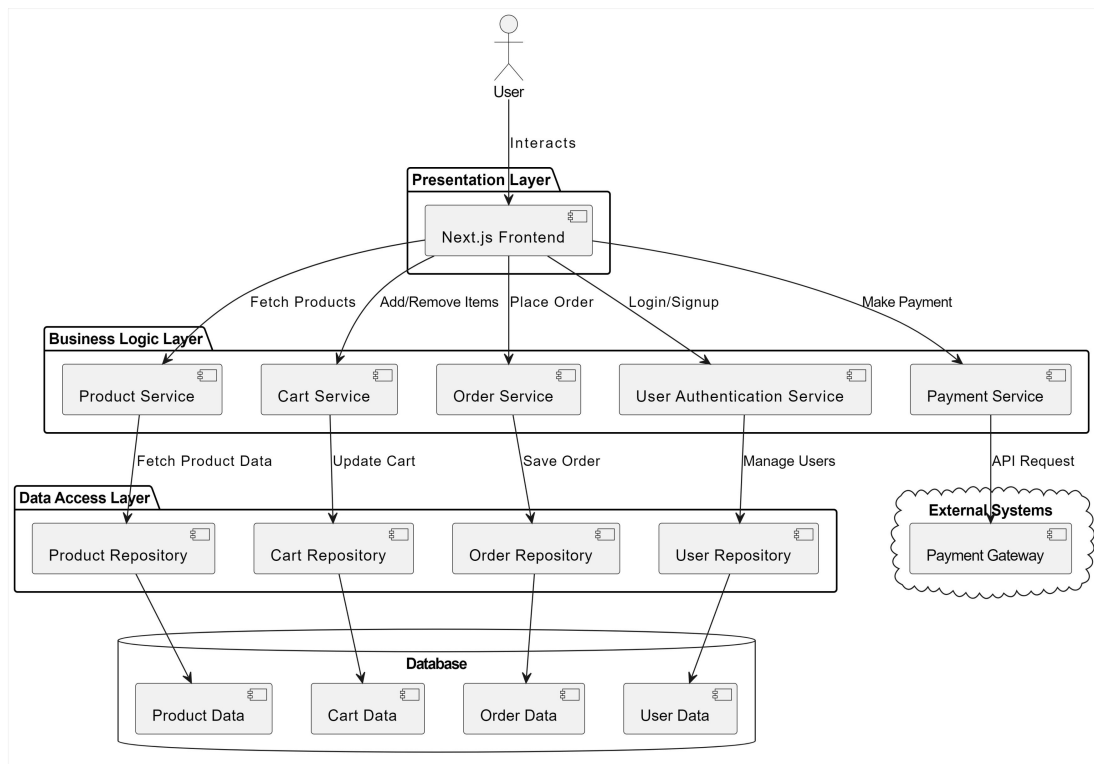 User
Interacts
Presentation Layer
Next.js Frontend
Fetch Products
Add/Remove Items
Place Order
Login/Signup
Make Payment
Business Logic Layer
Product Service
Cart Service
Order Service
User Authentication Service
Payment Service
Fetch Product Data
Update Cart
Save Order
Manage Users
API Request
Data Access Layer
External Systems
Product Repository
Cart Repository
Order Repository
User Repository
Payment Gateway
Database
Product Data
Cart Data
Order Data
User Data